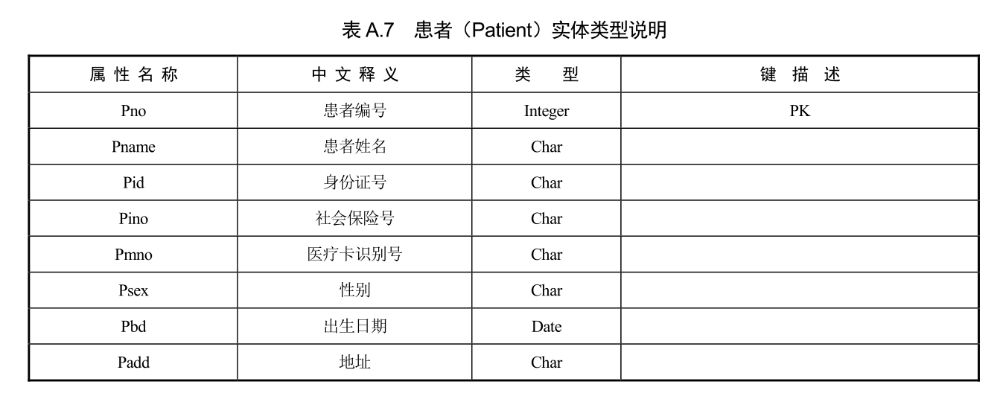 表 A.7 患者（Patient）实体类型说明
属 性 名 称 中 文 释 义 类 型 键 描 述
Pno 患者编号 Integer PK
Pname 患者姓名 Char
Pid 身份证号 Char
Pino 社会保险号 Char
Pmno 医疗卡识别号 Char
Psex 性别 Char
Pbd 出生日期 Date
Padd 地址 Char